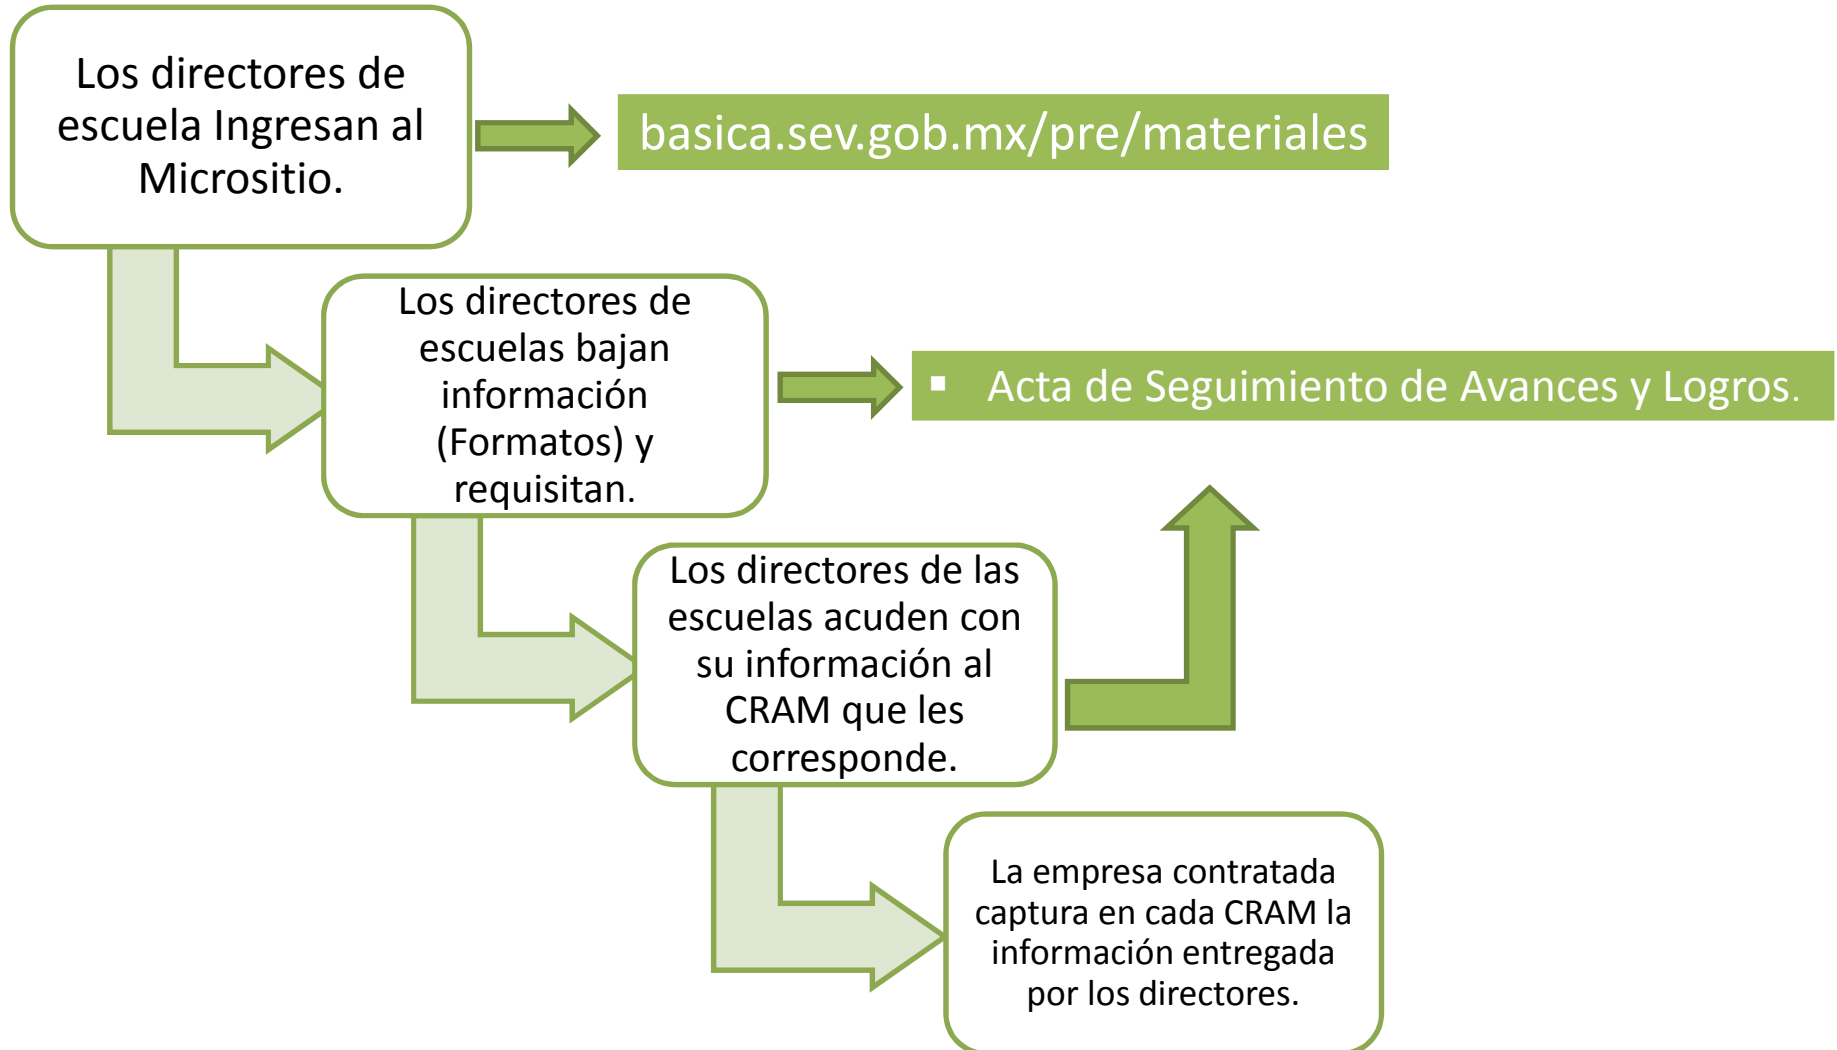 Los directores de
escuela Ingresan al
Micrositio.
basica.sev.gob.mx/pre/materiales
Los directores de
escuelas bajan
información
(Formatos) y
requisitan.
▪ Acta de Seguimiento de Avances y Logros.
Los directores de las
escuelas acuden con
su información al
CRAM que les
corresponde.
La empresa contratada
captura en cada CRAM la
información entregada
por los directores.